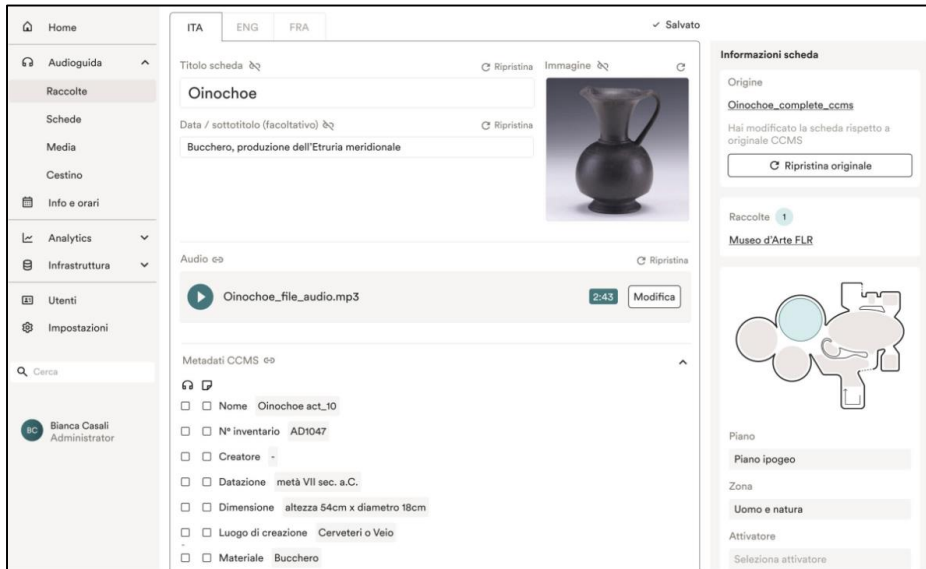 Home
Audioguida
Raccolte
Schede
Media
Cestino
Info e orari
Analytics
Infrastruttura
Utenti
Impostazioni
Cerca
BC
Bianca Casali
Administrator
ITA ENG FRA
Salvato
Titolo scheda Ripristina
Oinochoe
Data / sottotitolo (facoltativo) Ripristina
Bucchero, produzione dell'Etruria meridionale
Immagine
Audio Ripristina
Oinochoe_file_audio.mp3 2:43 Modifica
Metadati CCMS
Nome Oinochoe act_10
N° inventario AD1047
Creatore -
Datazione metà VII sec. a.C.
Dimensione altezza 54cm x diametro 18cm
Luogo di creazione Cerveteri o Veio
Materiale Bucchero
Informazioni scheda
Origine
Oinochoe_complete_ccms
Hai modificato la scheda rispetto a
originale CCMS
Ripristina originale
Raccolte 1
Museo d'Arte FLR
Piano
Piano ipogeo
Zona
Uomo e natura
Attivatore
Seleziona attivatore